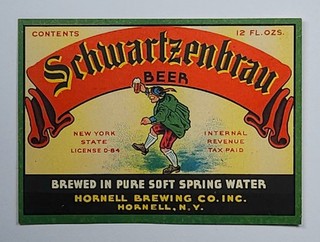 CONTENTS 12 FL. OZS.
Schwartzenbrau
BEER
NEW YORK INTERNAL
STATE REVENUE
LICENSE D-84 TAX PAID
BREWED IN PURE SOFT SPRING WATER
HORNELL BREWING CO. INC.
HORNELL, N.Y.